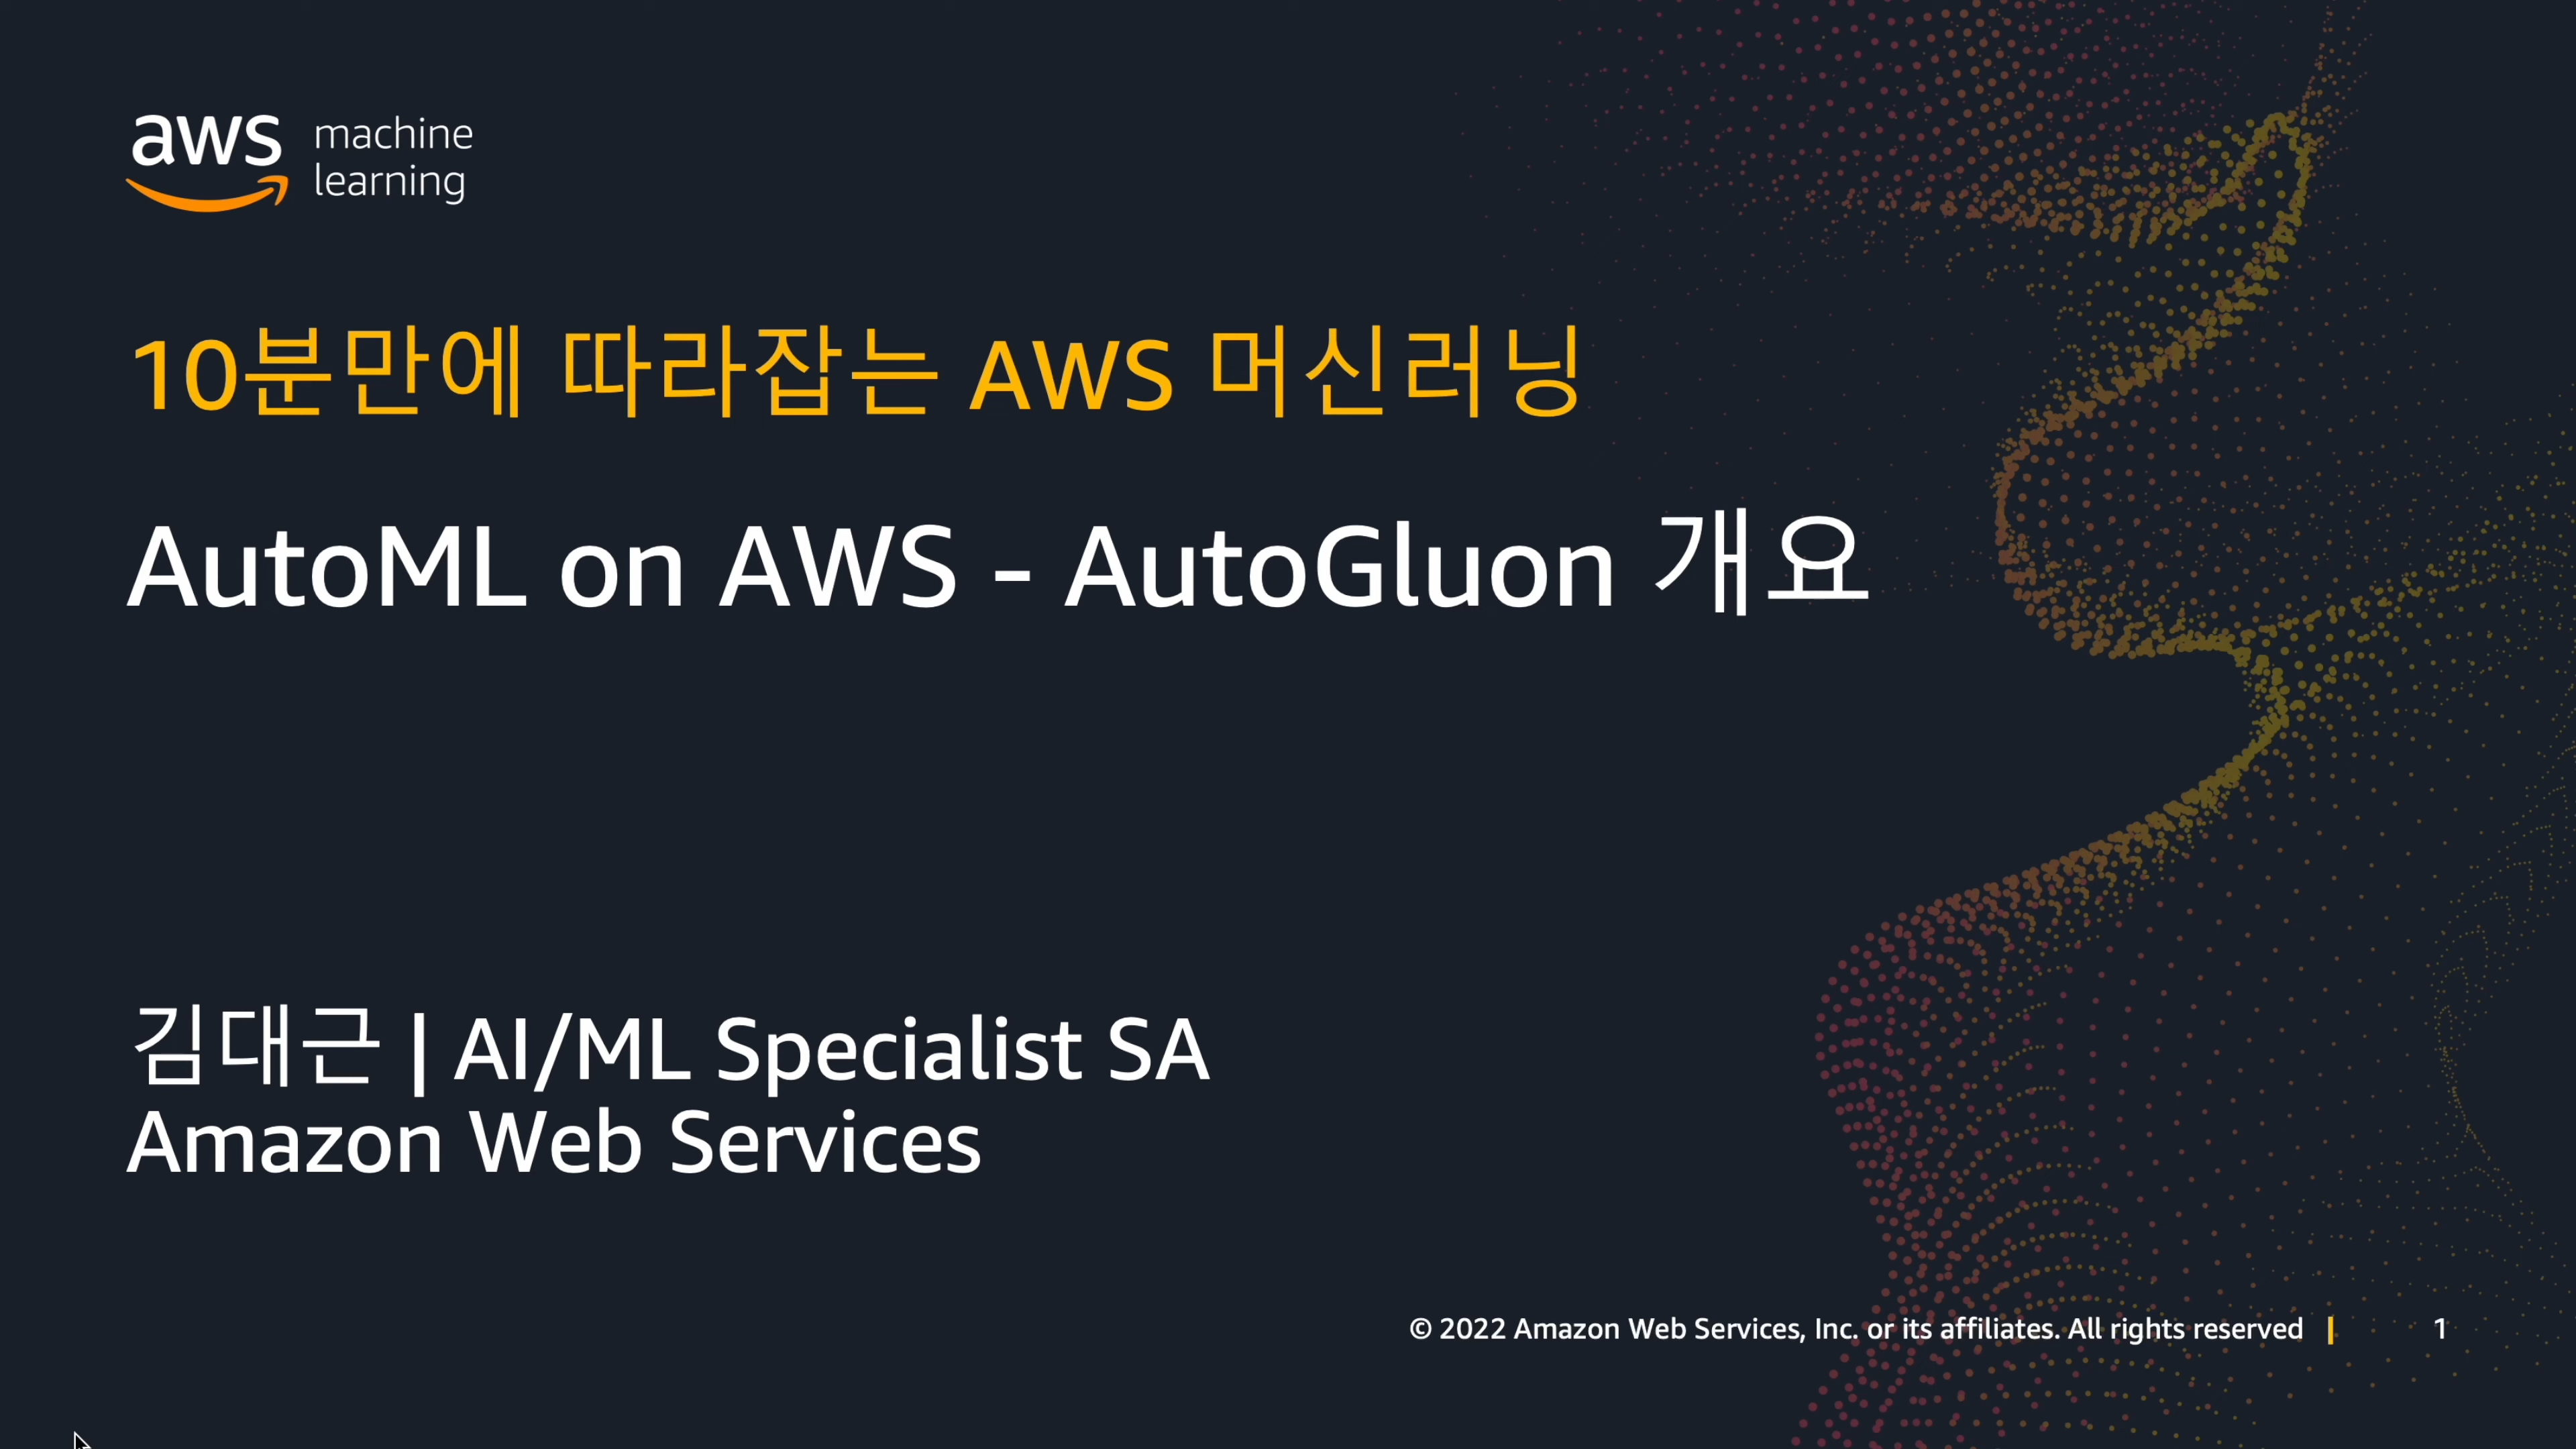 aws machine learning
10분만에 따라잡는 AWS 머신러닝
AutoML on AWS - AutoGluon 개요
김대근 | AI/ML Specialist SA
Amazon Web Services
© 2022 Amazon Web Services, Inc. or its affiliates. All rights reserved | 1